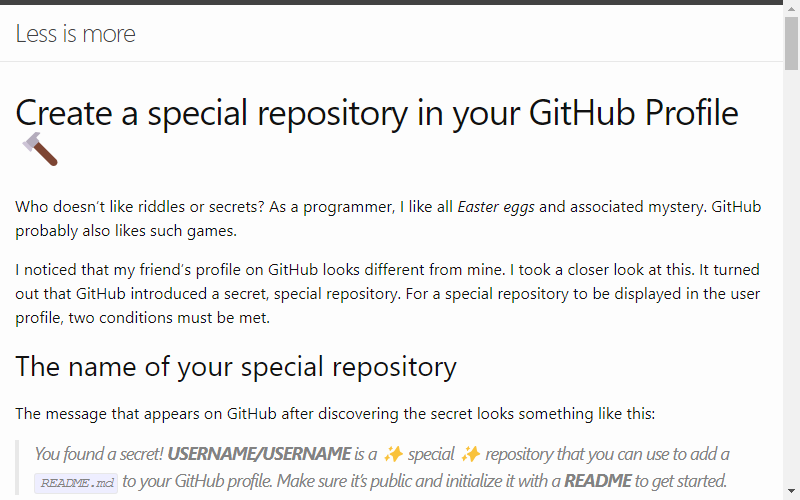 Less is more
Create a special repository in your GitHub Profile
🔨
Who doesn't like riddles or secrets? As a programmer, I like all Easter eggs and associated mystery. GitHub
probably also likes such games.
I noticed that my friend's profile on GitHub looks different from mine. I took a closer look at this. It turned
out that GitHub introduced a secret, special repository. For a special repository to be displayed in the user
profile, two conditions must be met.
The name of your special repository
The message that appears on GitHub after discovering the secret looks something like this:
You found a secret! USERNAME/USERNAME is a ✨ special ✨ repository that you can use to add a
README.md to your GitHub profile. Make sure it's public and initialize it with a README to get started.